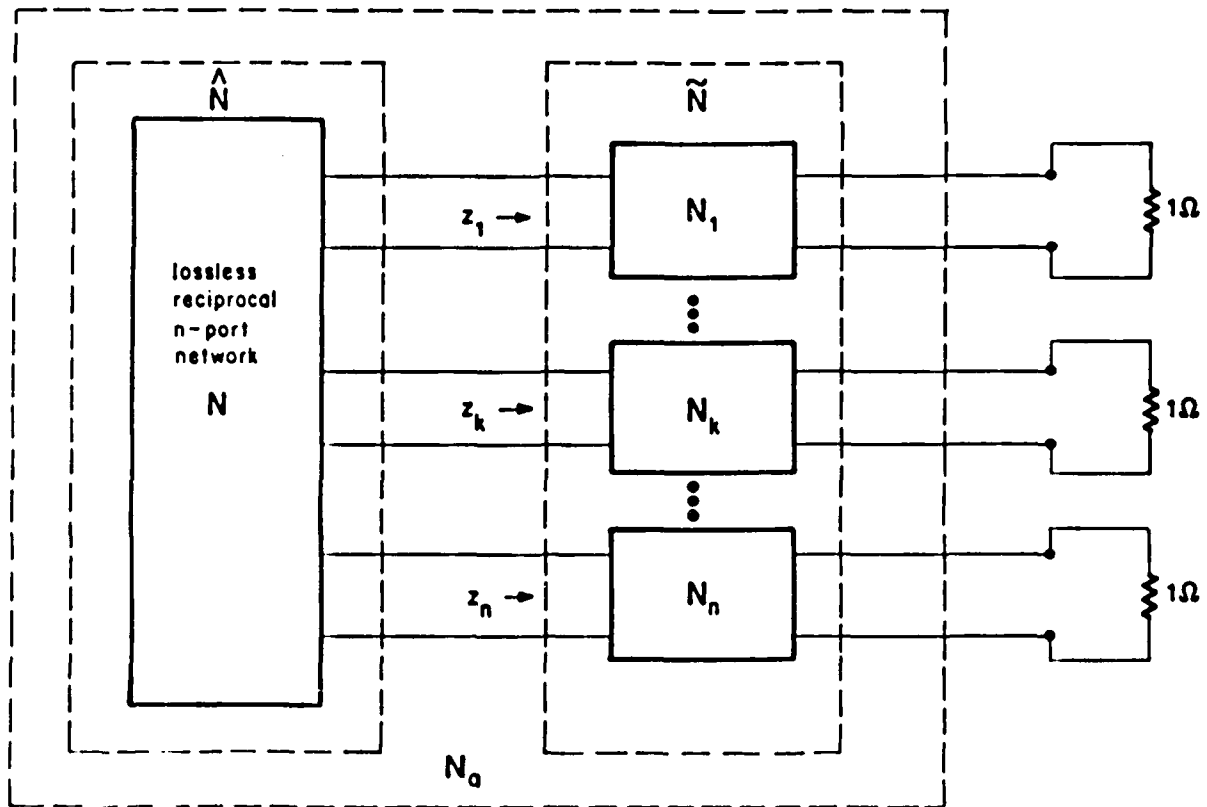 N̂
Ñ
lossless
reciprocal
n-port
network
N
z₁ →
N₁
1Ω
zₖ →
Nₖ
1Ω
zₙ →
Nₙ
1Ω
Nₐ